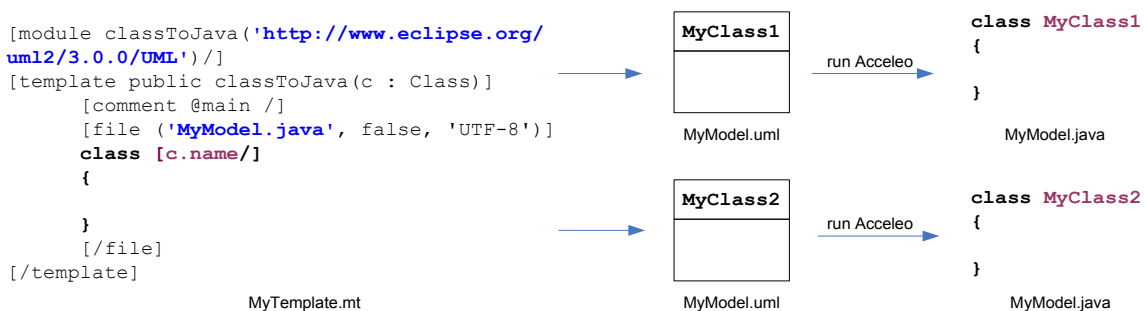 [module classToJava('http://www.eclipse.org/
uml2/3.0.0/UML')/]
[template public classToJava(c : Class)]
[comment @main /]
[file ('MyModel.java', false, 'UTF-8')]
class [c.name/]
{
}
[/file]
[/template]
MyTemplate.mt
MyClass1
MyModel.uml
run Acceleo
class MyClass1
{
}
MyModel.java
MyClass2
MyModel.uml
run Acceleo
class MyClass2
{
}
MyModel.java